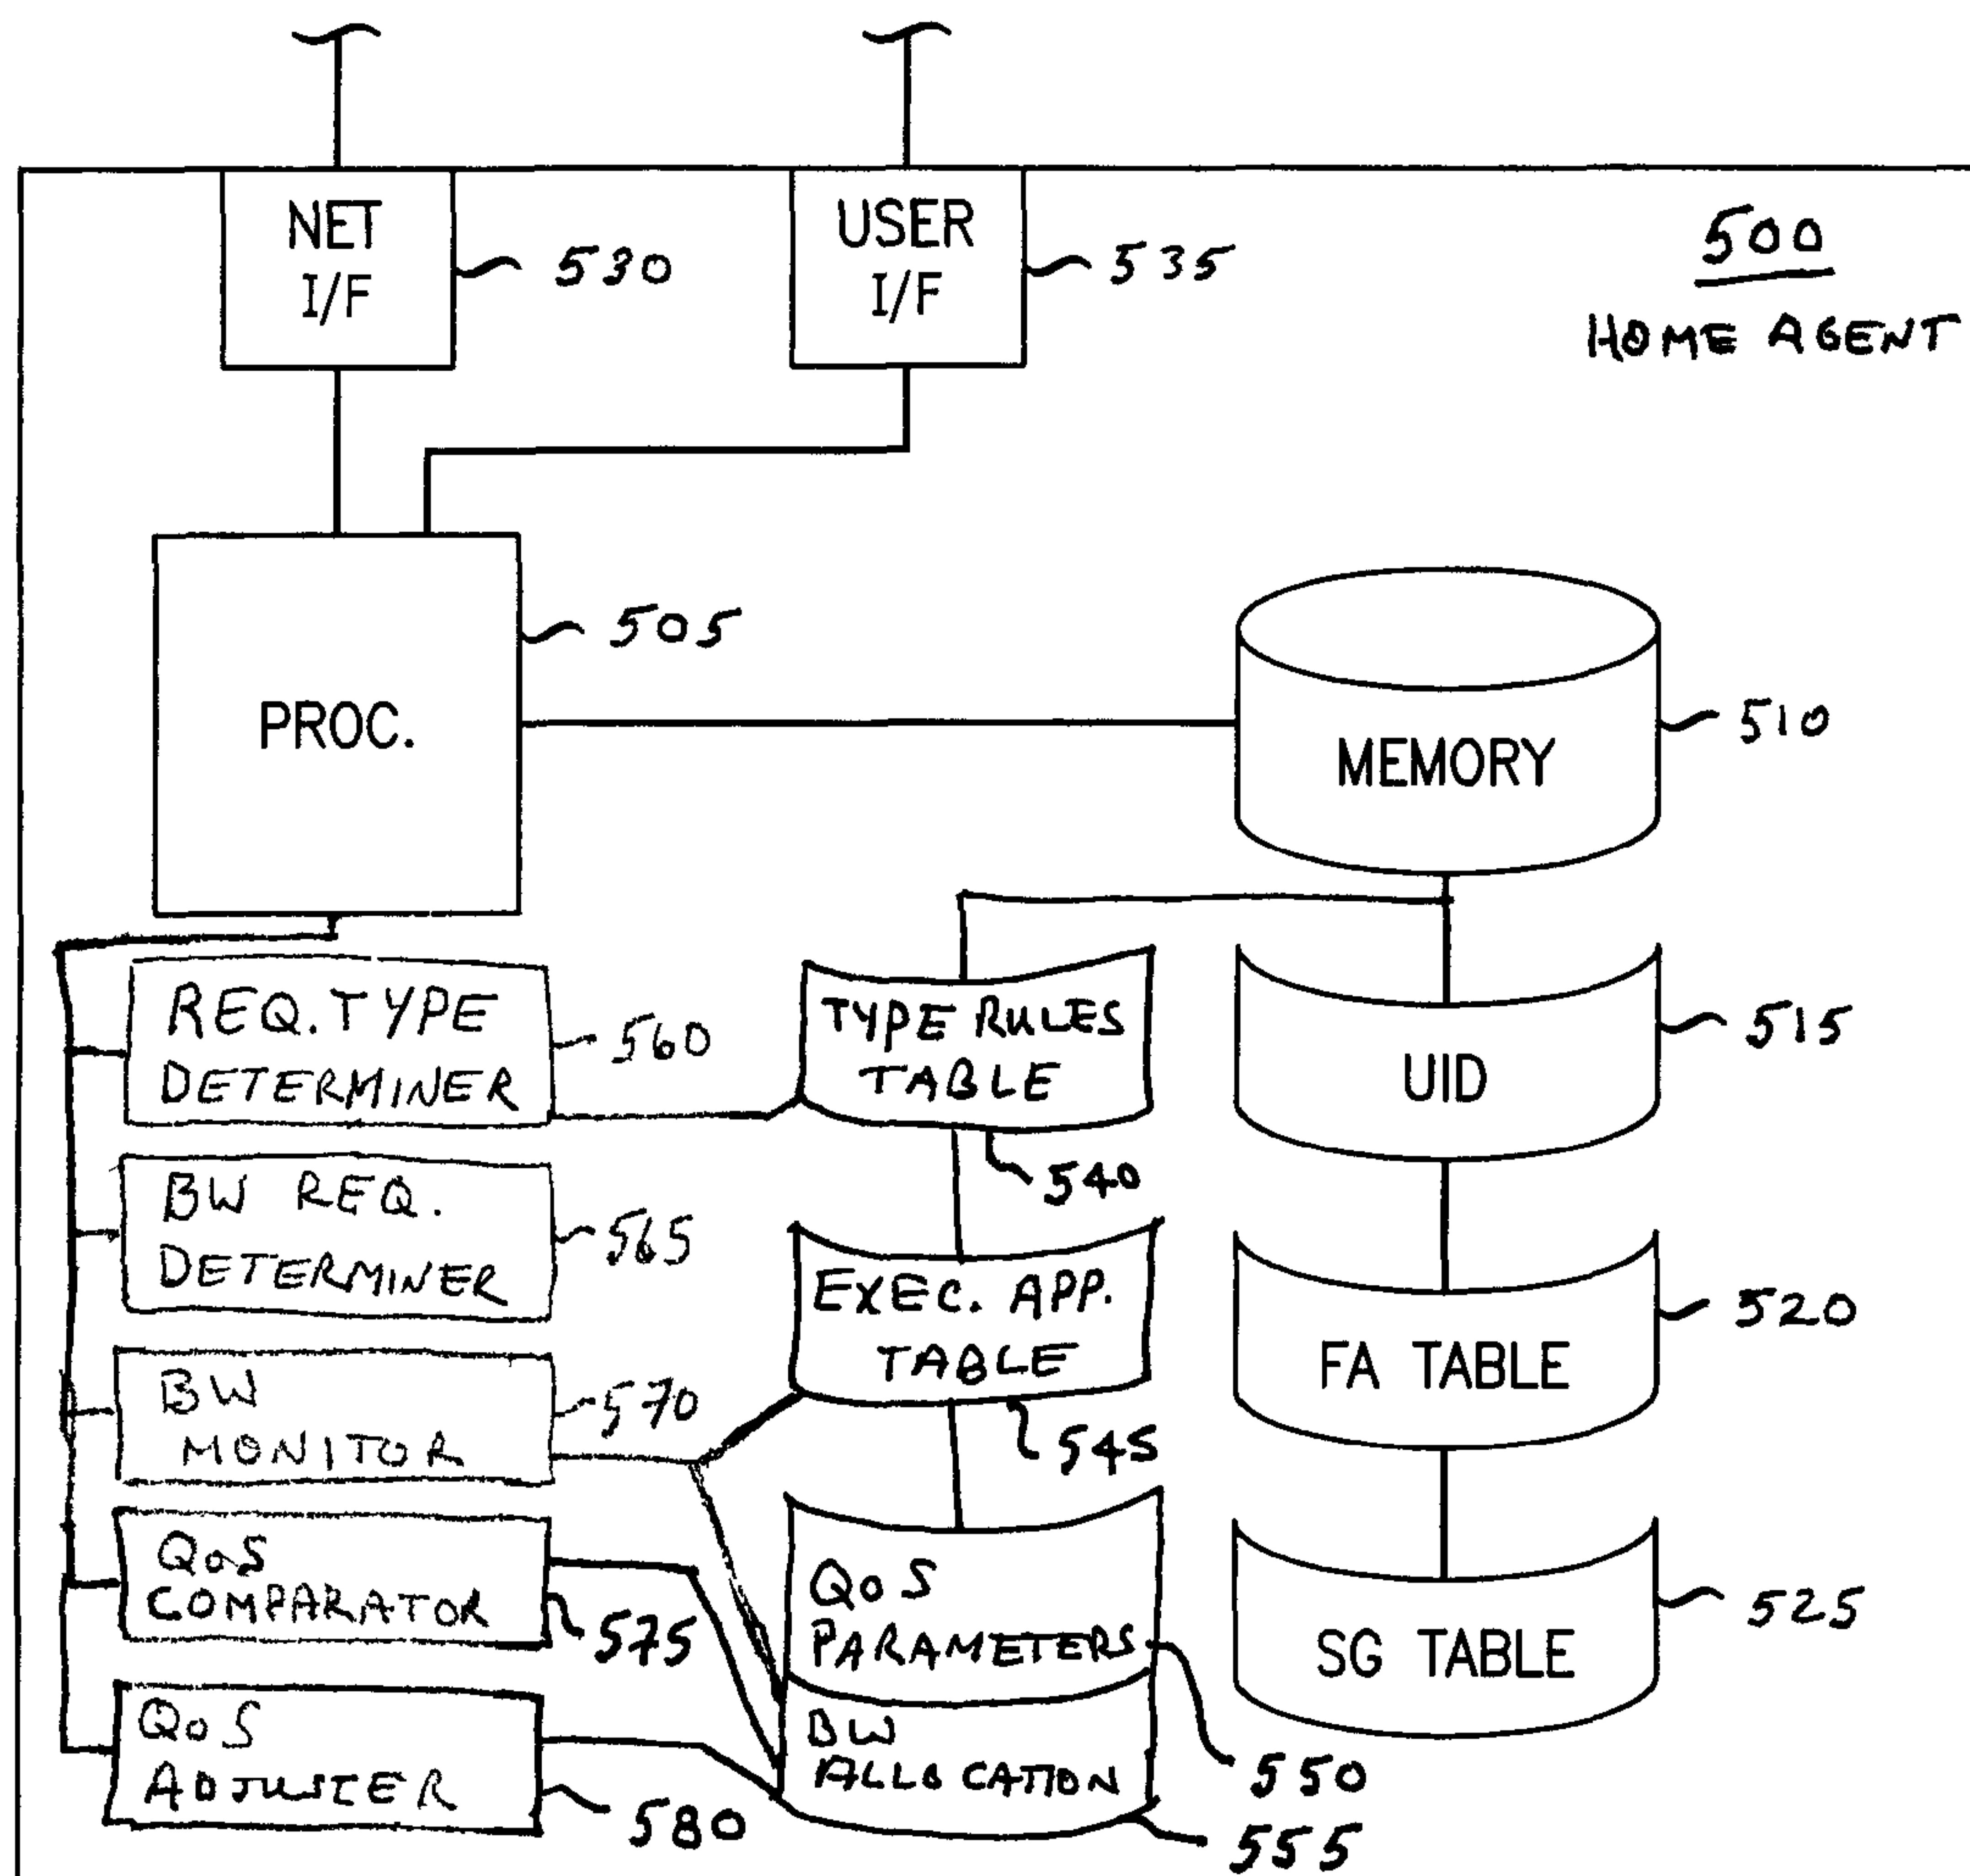 NET
I/F
530
USER
I/F
535
500
HOME AGENT
PROC.
505
MEMORY
510
REQ. TYPE
DETERMINER
560
TYPE RULES
TABLE
540
UID
515
BW REQ.
DETERMINER
565
EXEC. APP.
TABLE
545
FA TABLE
520
BW
MONITOR
570
QoS
COMPARATOR
575
QoS
PARAMETERS
550
SG TABLE
525
QoS
ADJUSTER
580
BW
ALLOCATION
555